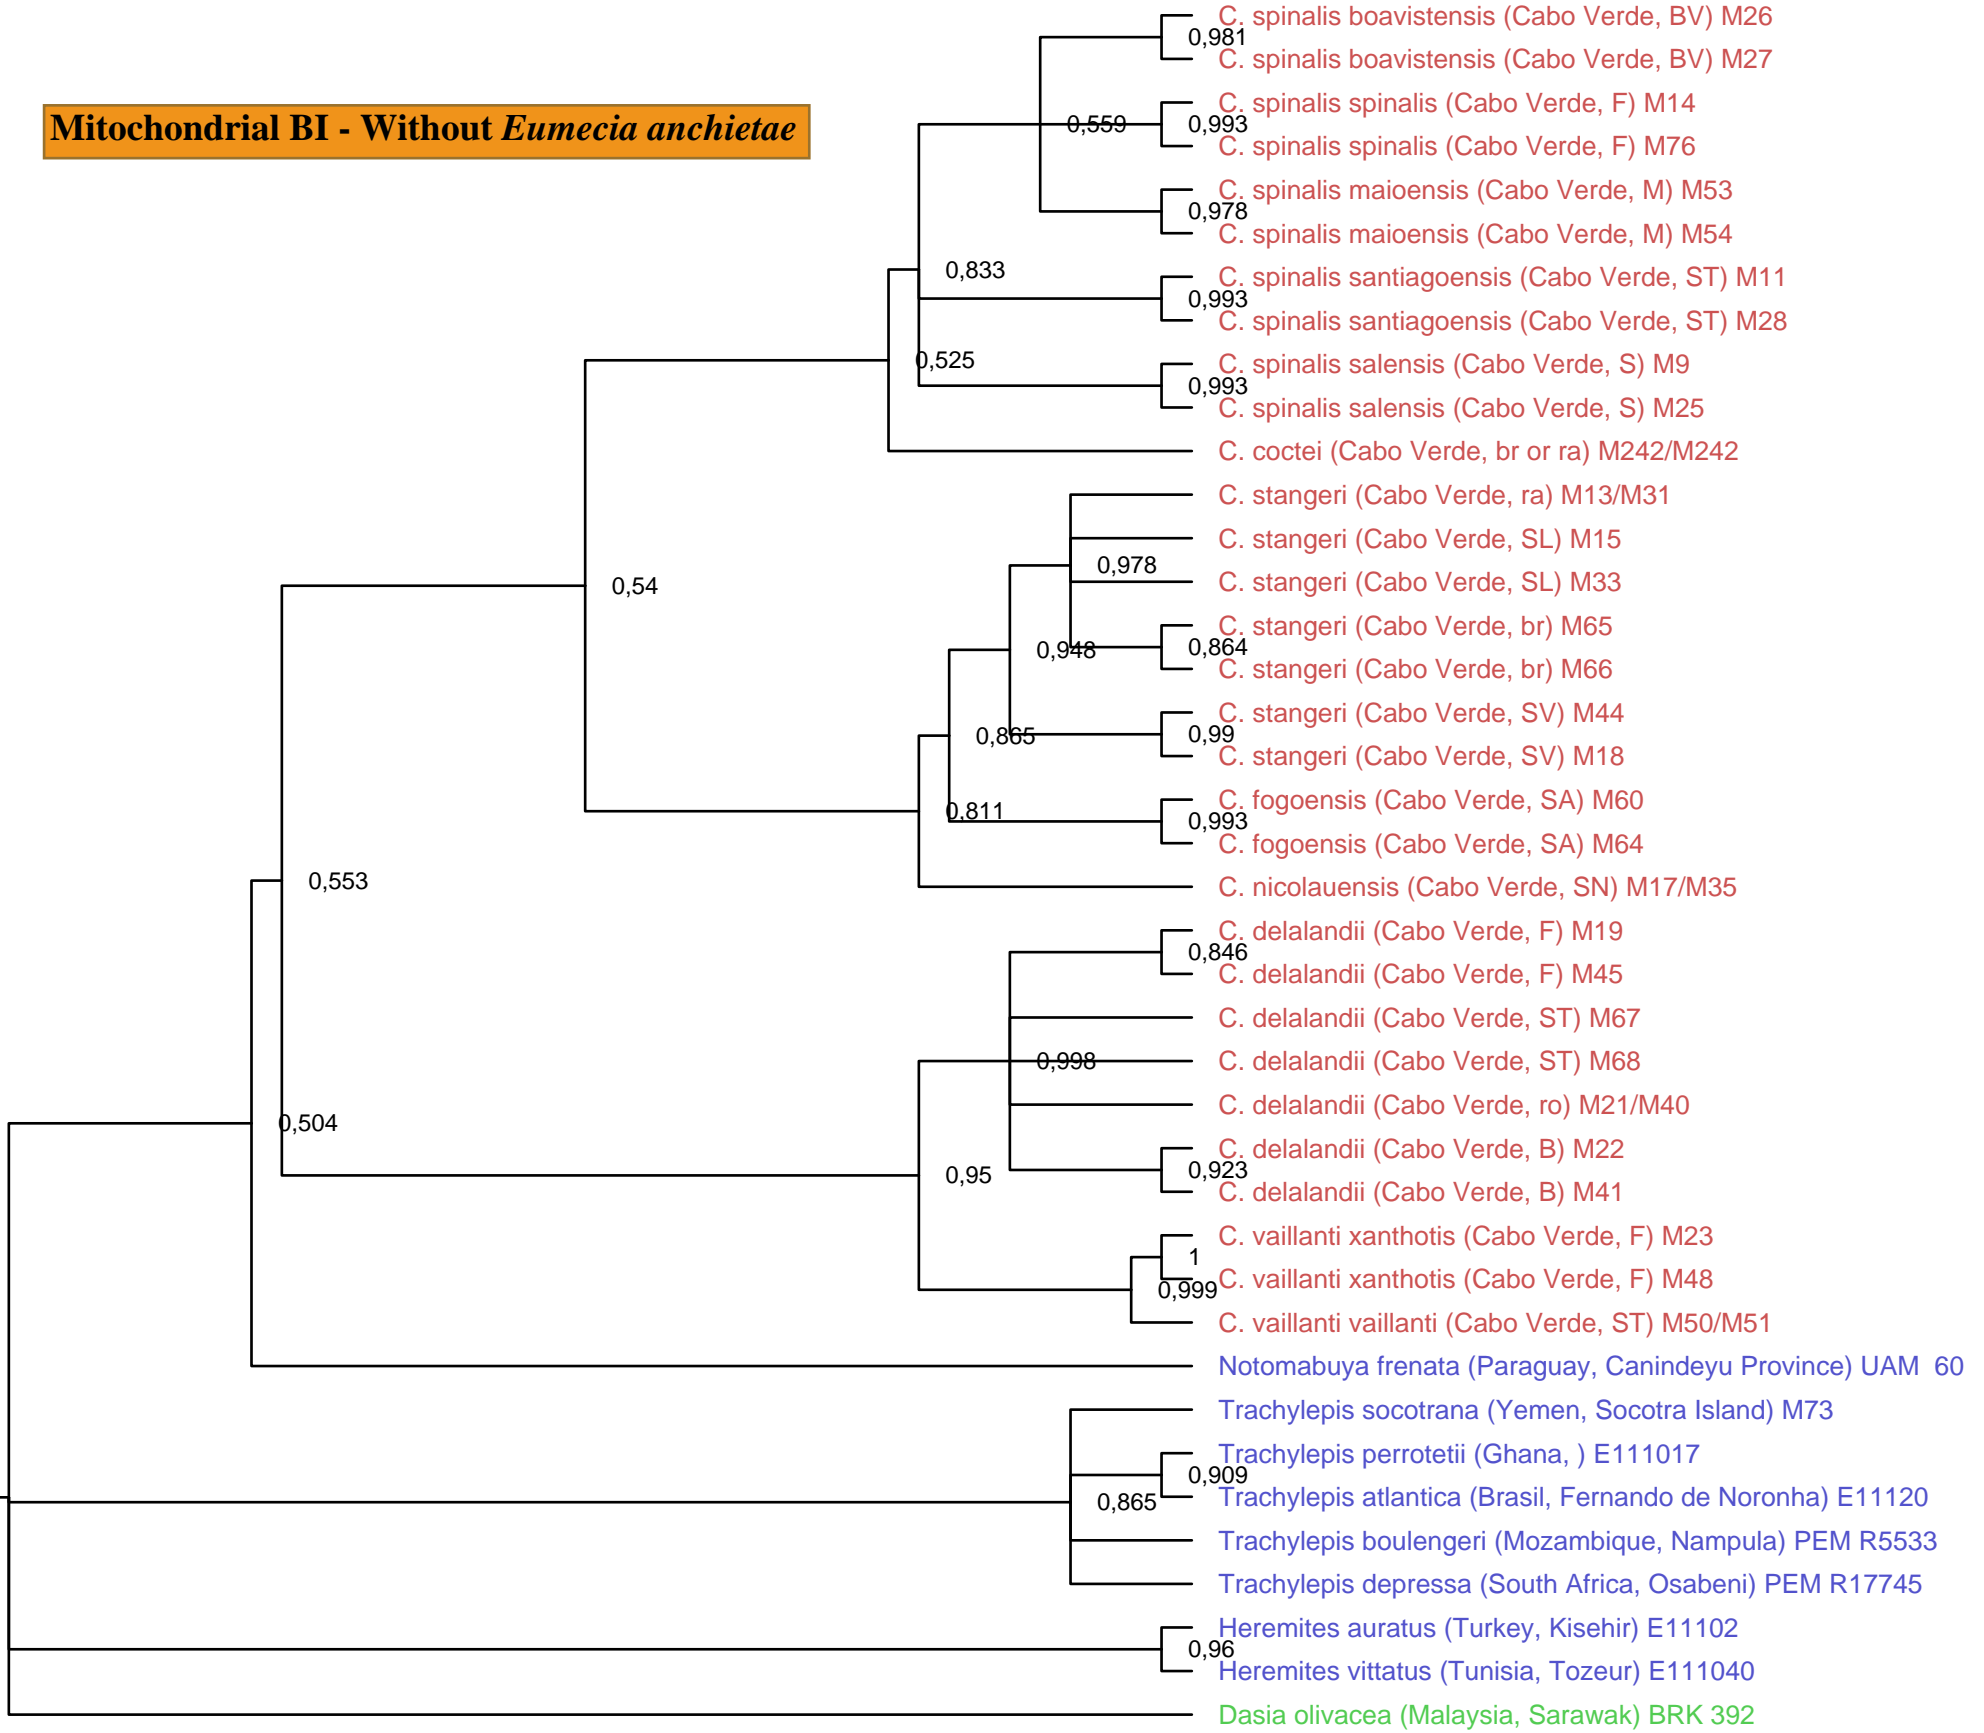 C. spinalis boavistensis (Cabo Verde, BV) M26
0,981
C. spinalis boavistensis (Cabo Verde, BV) M27
Mitochondrial BI - Without Eumecia anchietae
C. spinalis spinalis (Cabo Verde, F) M14
0,559
0,993
C. spinalis spinalis (Cabo Verde, F) M76
C. spinalis maioensis (Cabo Verde, M) M53
0,978
C. spinalis maioensis (Cabo Verde, M) M54
0,833
C. spinalis santiagoensis (Cabo Verde, ST) M11
0,993
C. spinalis santiagoensis (Cabo Verde, ST) M28
0,525
C. spinalis salensis (Cabo Verde, S) M9
0,993
C. spinalis salensis (Cabo Verde, S) M25
C. coctei (Cabo Verde, br or ra) M242/M242
C. stangeri (Cabo Verde, ra) M13/M31
C. stangeri (Cabo Verde, SL) M15
0,978
C. stangeri (Cabo Verde, SL) M33
0,54
C. stangeri (Cabo Verde, br) M65
0,948
0,864
C. stangeri (Cabo Verde, br) M66
C. stangeri (Cabo Verde, SV) M44
0,865
0,99
C. stangeri (Cabo Verde, SV) M18
C. fogoensis (Cabo Verde, SA) M60
0,811
0,993
C. fogoensis (Cabo Verde, SA) M64
0,553
C. nicolauensis (Cabo Verde, SN) M17/M35
C. delalandii (Cabo Verde, F) M19
0,846
C. delalandii (Cabo Verde, F) M45
C. delalandii (Cabo Verde, ST) M67
0,998
C. delalandii (Cabo Verde, ST) M68
C. delalandii (Cabo Verde, ro) M21/M40
0,504
C. delalandii (Cabo Verde, B) M22
0,95
0,923
C. delalandii (Cabo Verde, B) M41
C. vaillanti xanthotis (Cabo Verde, F) M23
1
C. vaillanti xanthotis (Cabo Verde, F) M48
0,999
C. vaillanti vaillanti (Cabo Verde, ST) M50/M51
Notomabuya frenata (Paraguay, Canindeyu Province) UAM  60
Trachylepis socotrana (Yemen, Socotra Island) M73
Trachylepis perrotetii (Ghana, ) E111017
0,909
Trachylepis atlantica (Brasil, Fernando de Noronha) E11120
0,865
Trachylepis boulengeri (Mozambique, Nampula) PEM R5533
Trachylepis depressa (South Africa, Osabeni) PEM R17745
Heremites auratus (Turkey, Kisehir) E11102
0,96
Heremites vittatus (Tunisia, Tozeur) E111040
Dasia olivacea (Malaysia, Sarawak) BRK 392